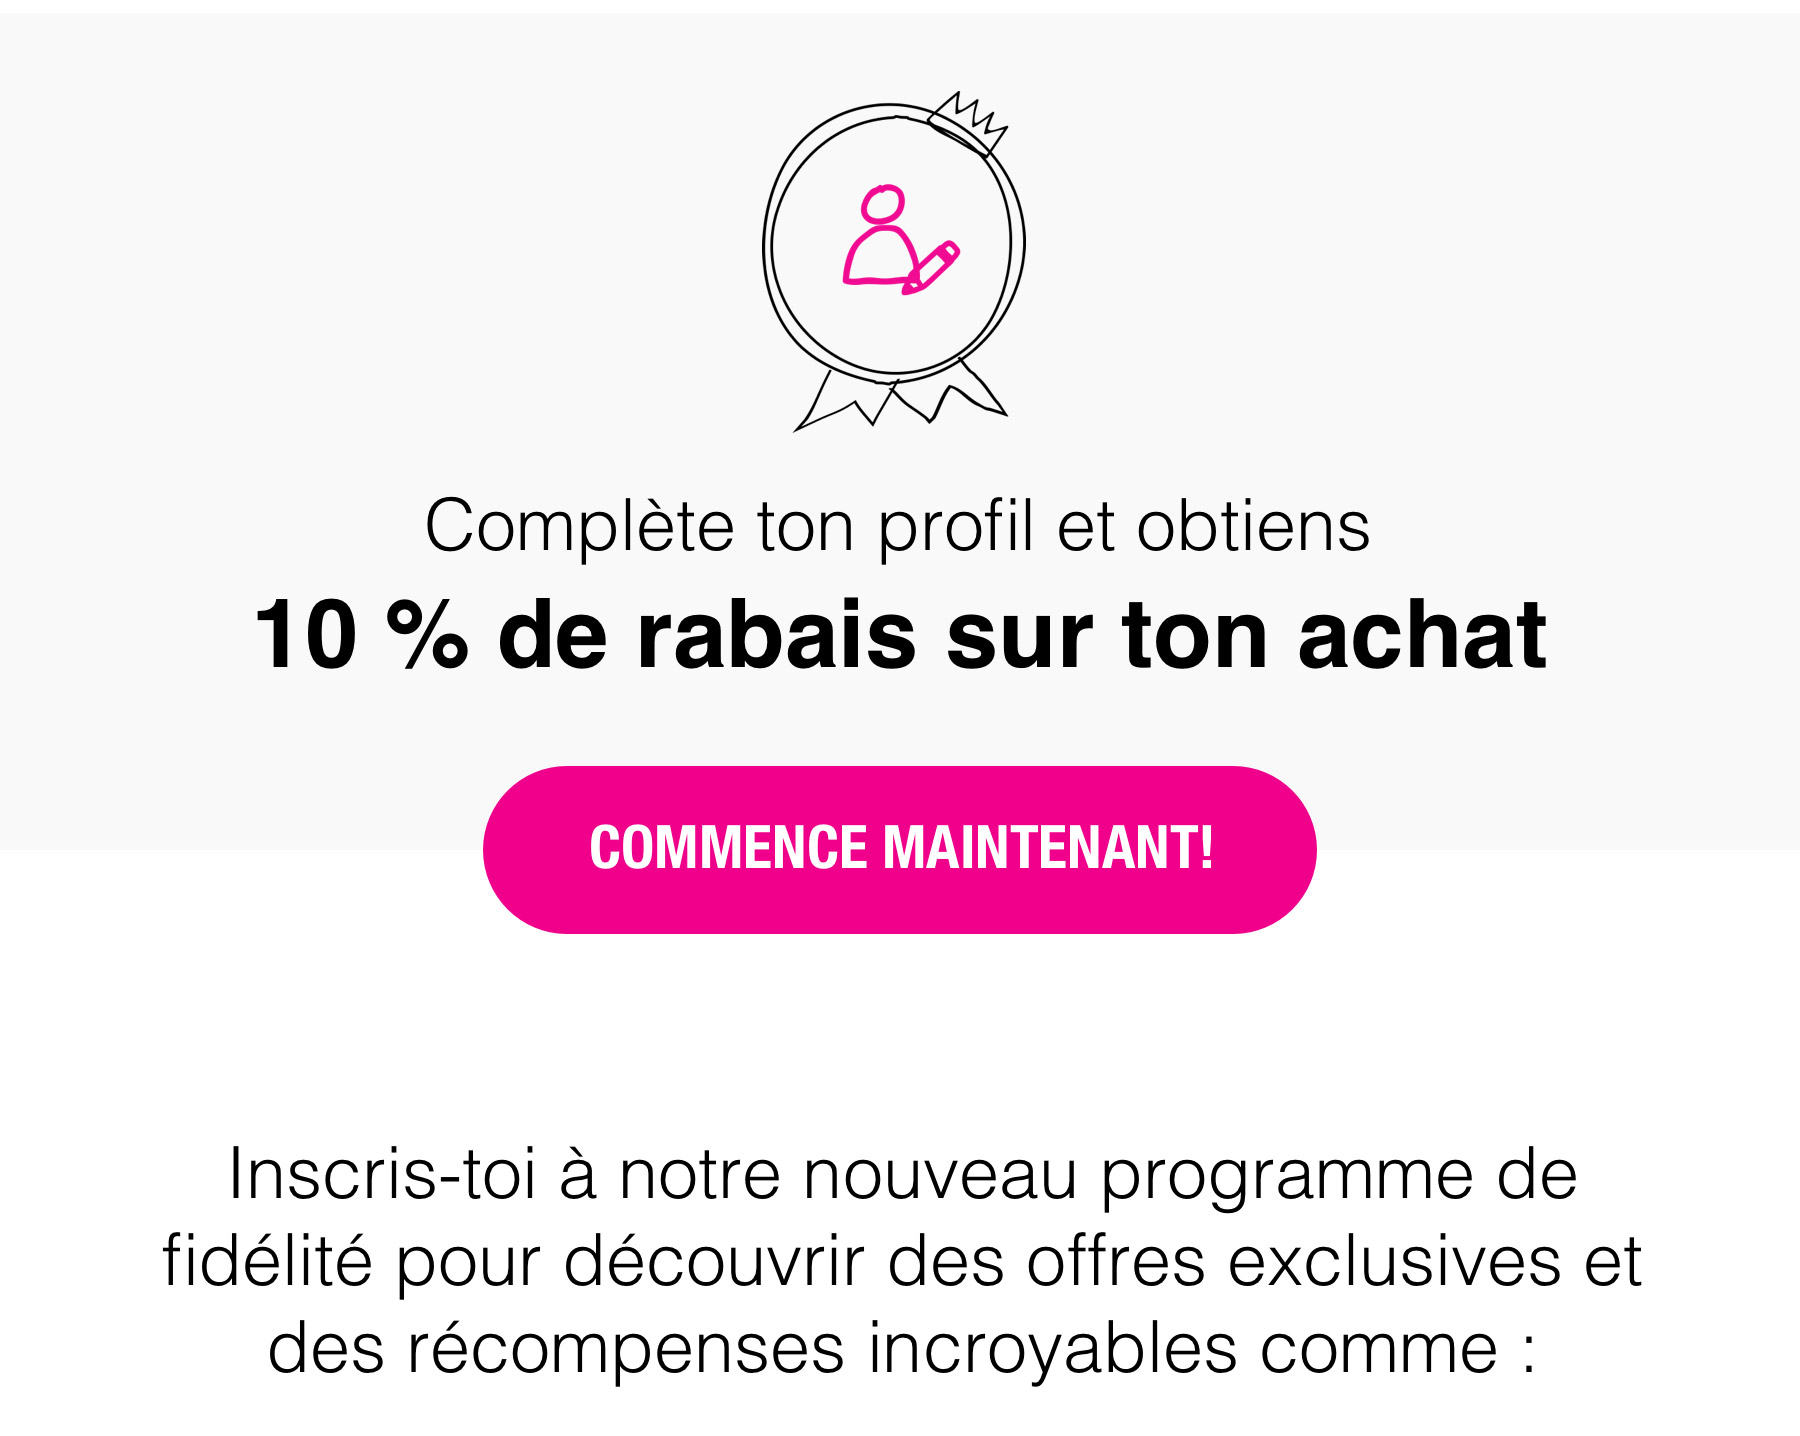 Complète ton profil et obtiens
10 % de rabais sur ton achat
COMMENCE MAINTENANT!
Inscris-toi à notre nouveau programme de
fidélité pour découvrir des offres exclusives et
des récompenses incroyables comme :